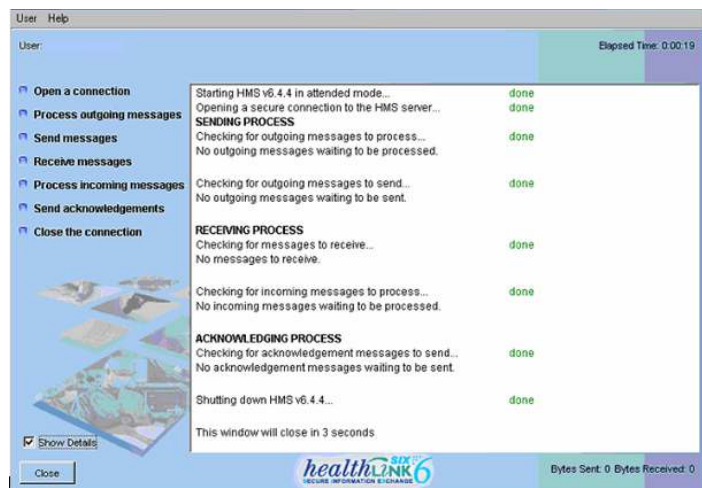 User Help
User:
Elapsed Time: 0:00:19
Open a connection
Process outgoing messages
Send messages
Receive messages
Process incoming messages
Send acknowledgements
Close the connection
Starting HMS v6.4.4 in attended mode... done
Opening a secure connection to the HMS server... done
SENDING PROCESS
Checking for outgoing messages to process... done
No outgoing messages waiting to be processed.
Checking for outgoing messages to send... done
No outgoing messages waiting to be sent.
RECEIVING PROCESS
Checking for messages to receive... done
No messages to receive.
Checking for incoming messages to process... done
No incoming messages waiting to be processed.
ACKNOWLEDGING PROCESS
Checking for acknowledgement messages to send... done
No acknowledgement messages waiting to be sent.
Shutting down HMS v6.4.4... done
This window will close in 3 seconds
Show Details
Close
healthLINK SIX 6
SECURE INFORMATION EXCHANGE
Bytes Sent: 0 Bytes Received: 0